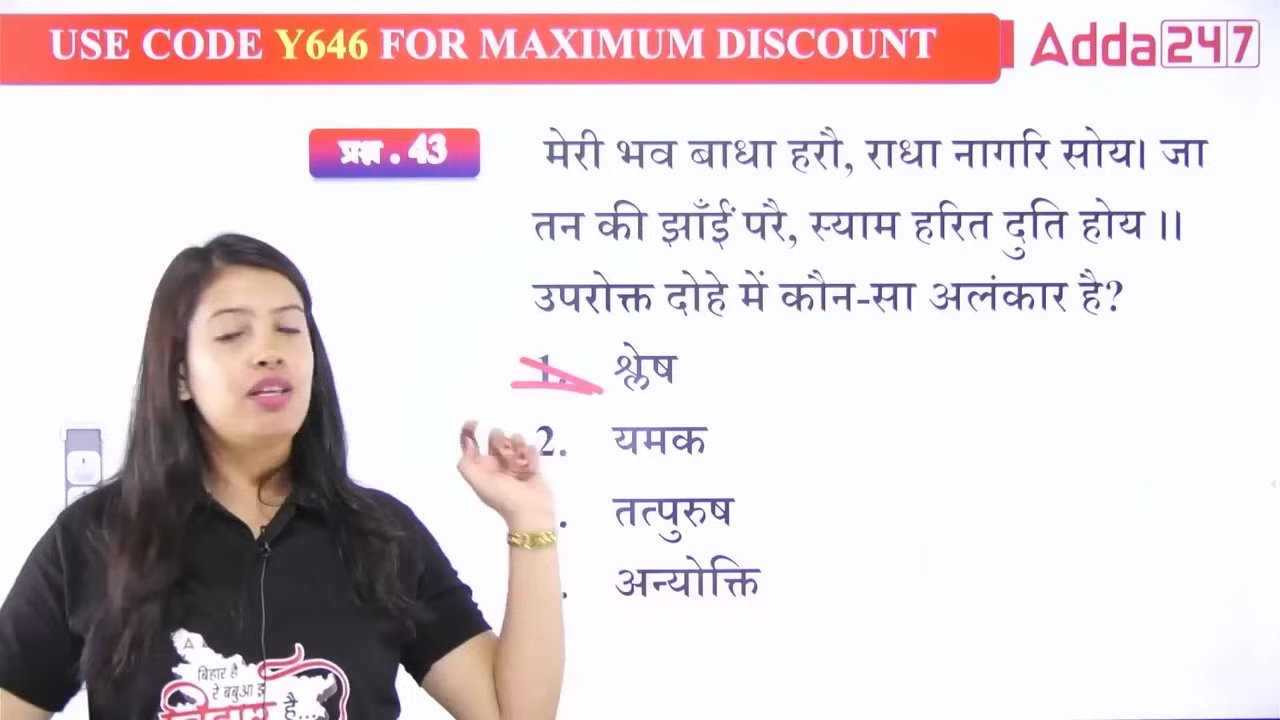 USE CODE Y646 FOR MAXIMUM DISCOUNT
Adda247
प्रश्न . 43
मेरी भव बाधा हरौ, राधा नागरि सोय। जा
तन की झाँईं परै, स्याम हरित दुति होय ।।
उपरोक्त दोहे में कौन-सा अलंकार है?
1. श्लेष
2. यमक
. तत्पुरुष
. अन्योक्ति
बिहार है
रे बबुआ इ
बिहार है...